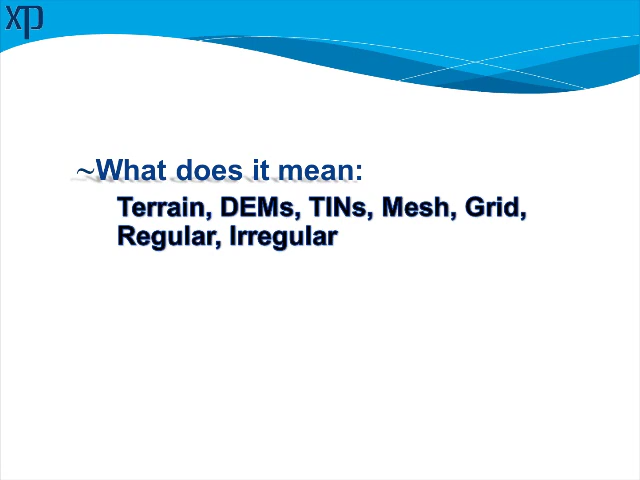 XP
~What does it mean:
Terrain, DEMs, TINs, Mesh, Grid,
Regular, Irregular